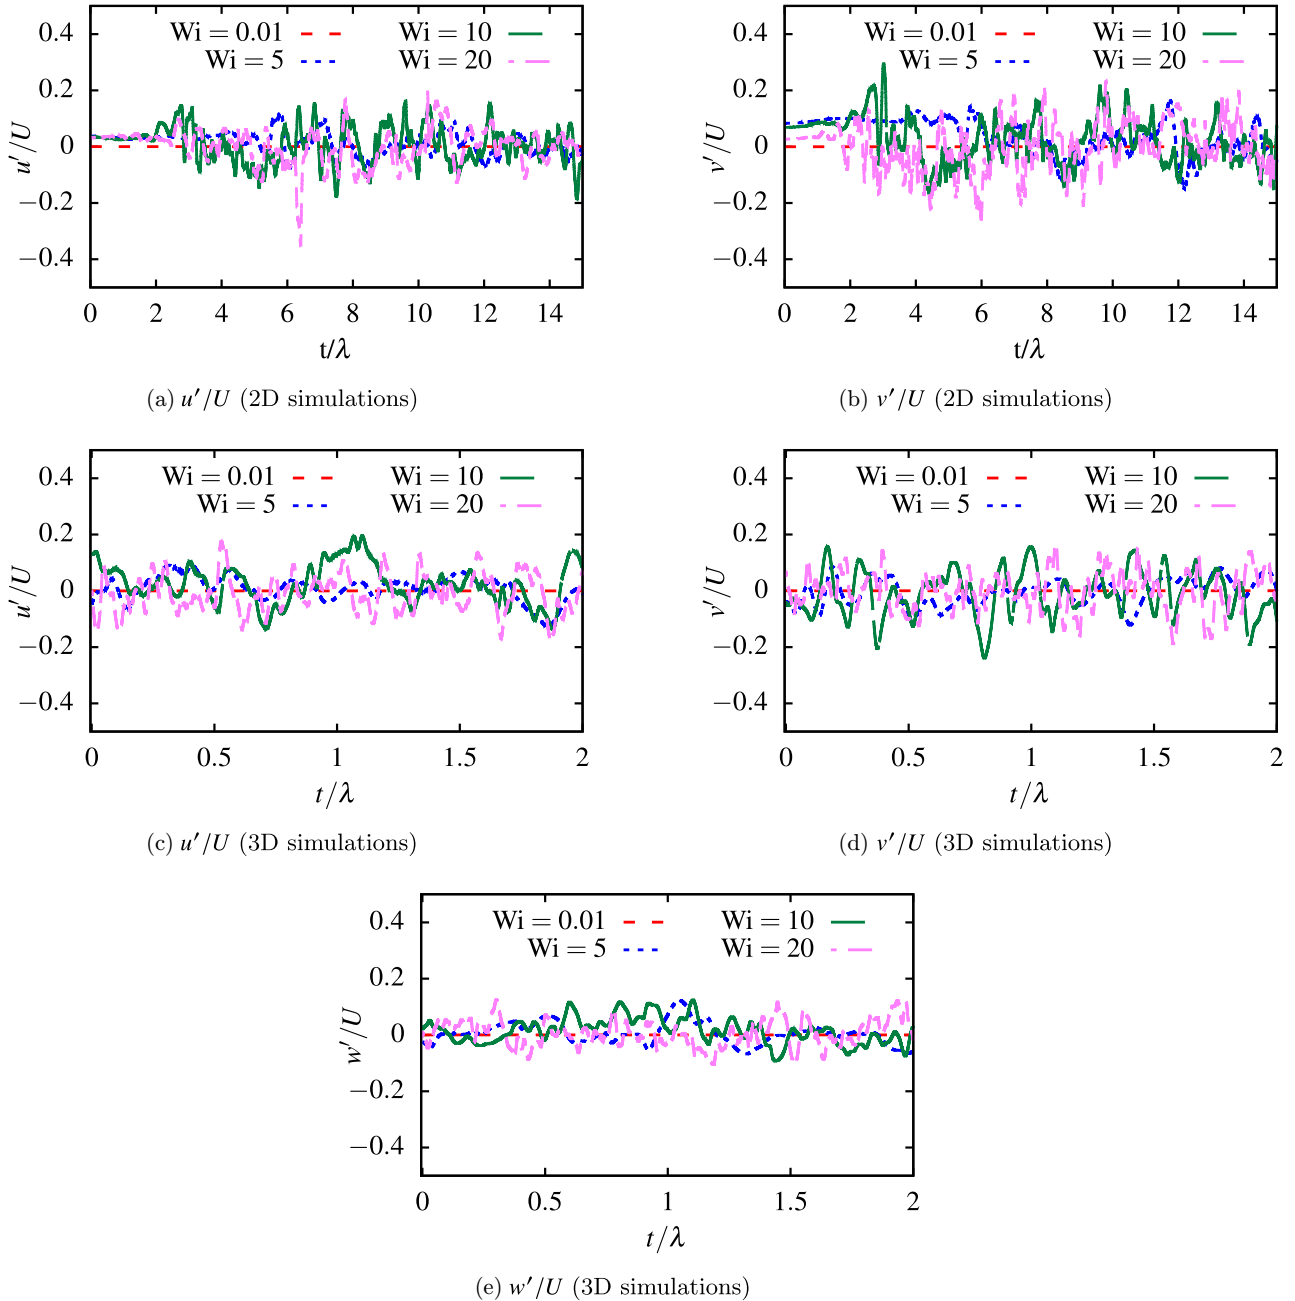 0.4
0.2
0
−0.2
−0.4
u′/U
Wi = 0.01
Wi = 5
Wi = 10
Wi = 20
0 2 4 6 8 10 12 14
t/λ
(a) u′/U (2D simulations)
0.4
0.2
0
−0.2
−0.4
v′/U
Wi = 0.01
Wi = 5
Wi = 10
Wi = 20
0 2 4 6 8 10 12 14
t/λ
(b) v′/U (2D simulations)
0.4
0.2
0
−0.2
−0.4
u′/U
Wi = 0.01
Wi = 5
Wi = 10
Wi = 20
0 0.5 1 1.5 2
t/λ
(c) u′/U (3D simulations)
0.4
0.2
0
−0.2
−0.4
v′/U
Wi = 0.01
Wi = 5
Wi = 10
Wi = 20
0 0.5 1 1.5 2
t/λ
(d) v′/U (3D simulations)
0.4
0.2
0
−0.2
−0.4
w′/U
Wi = 0.01
Wi = 5
Wi = 10
Wi = 20
0 0.5 1 1.5 2
t/λ
(e) w′/U (3D simulations)